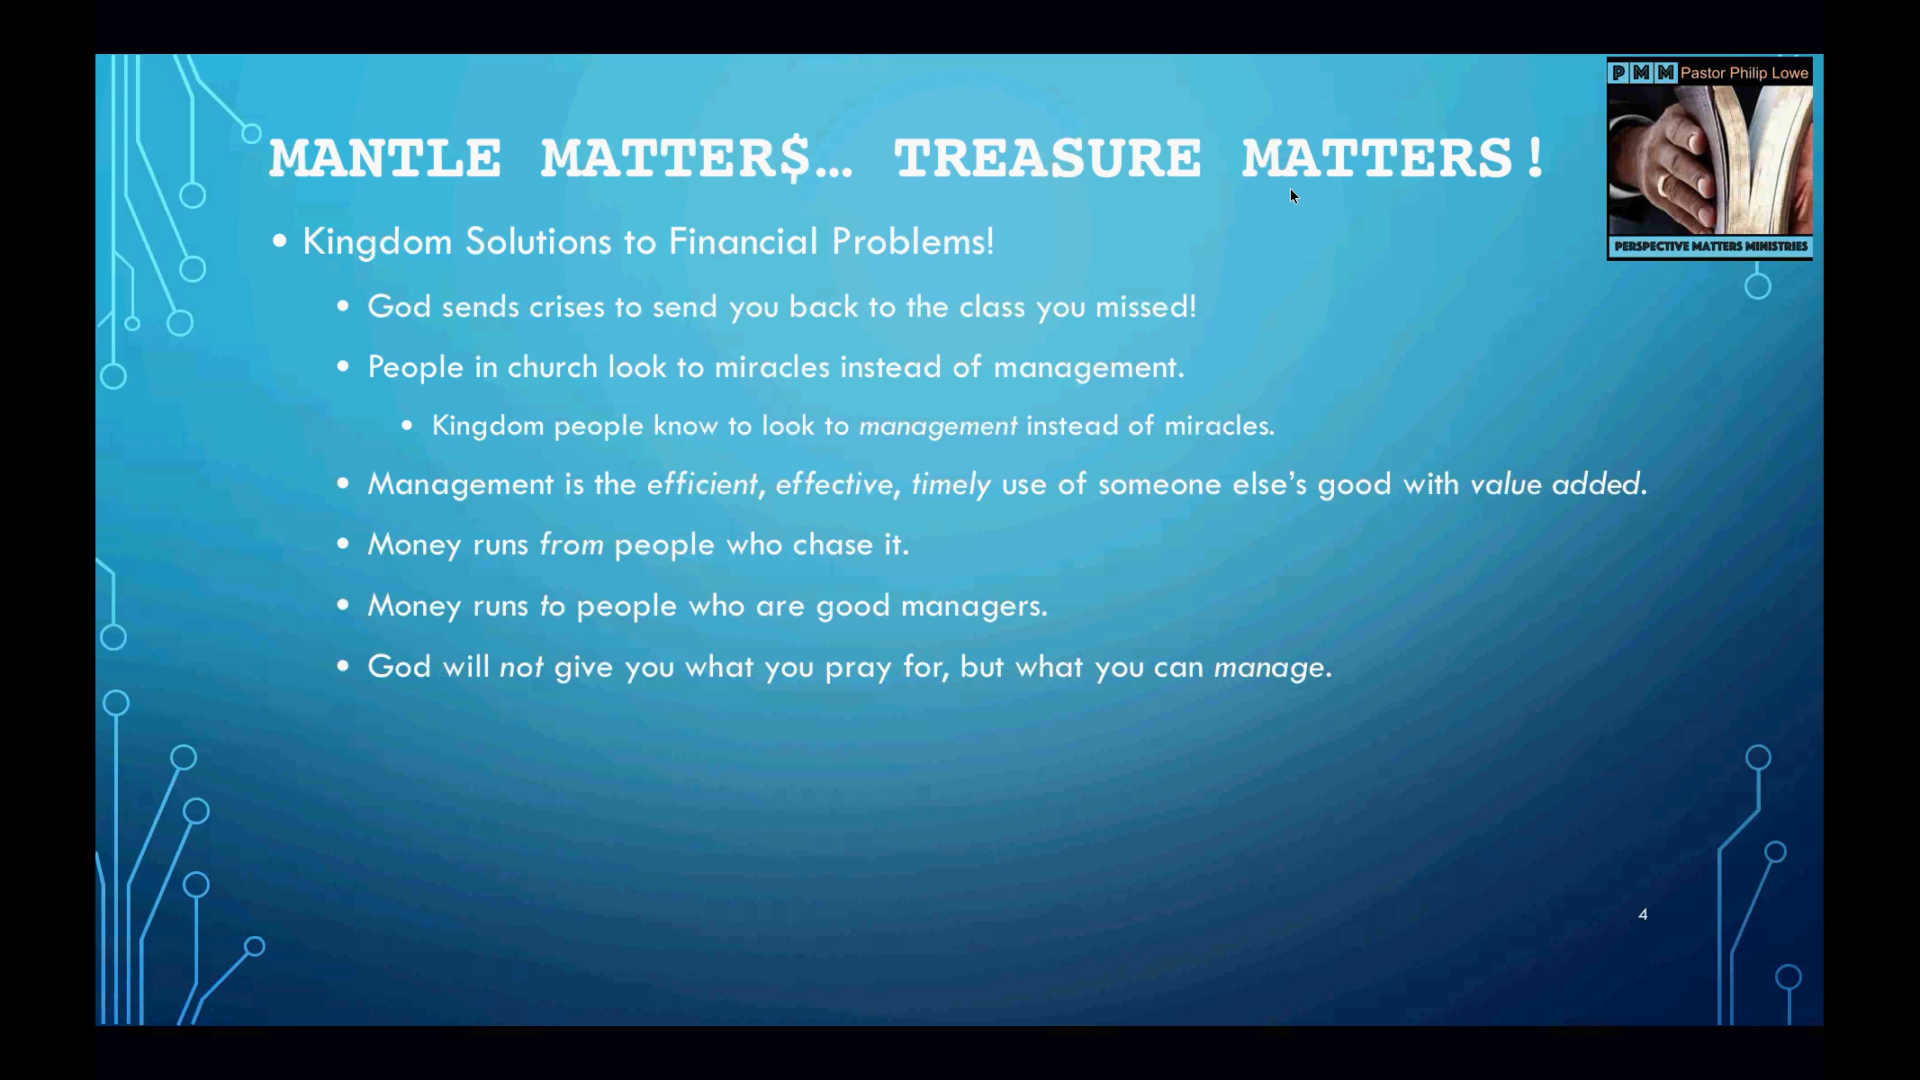 P M M Pastor Philip Lowe
MANTLE MATTER$… TREASURE MATTERS!
PERSPECTIVE MATTERS MINISTRIES
• Kingdom Solutions to Financial Problems!
• God sends crises to send you back to the class you missed!
• People in church look to miracles instead of management.
• Kingdom people know to look to management instead of miracles.
• Management is the efficient, effective, timely use of someone else’s good with value added.
• Money runs from people who chase it.
• Money runs to people who are good managers.
• God will not give you what you pray for, but what you can manage.
4